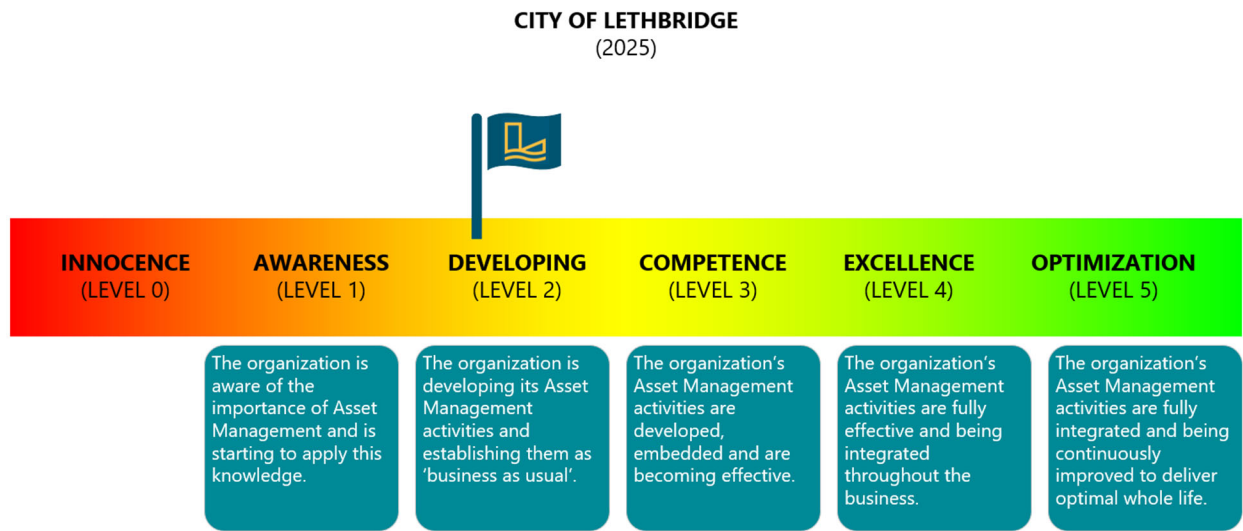 CITY OF LETHBRIDGE
(2025)
INNOCENCE
(LEVEL 0)
AWARENESS
(LEVEL 1)
DEVELOPING
(LEVEL 2)
COMPETENCE
(LEVEL 3)
EXCELLENCE
(LEVEL 4)
OPTIMIZATION
(LEVEL 5)
The organization is
aware of the
importance of Asset
Management and is
starting to apply this
knowledge.
The organization is
developing its Asset
Management
activities and
establishing them as
‘business as usual’.
The organization’s
Asset Management
activities are
developed,
embedded and are
becoming effective.
The organization’s
Asset Management
activities are fully
effective and being
integrated
throughout the
business.
The organization’s
Asset Management
activities are fully
integrated and being
continuously
improved to deliver
optimal whole life.